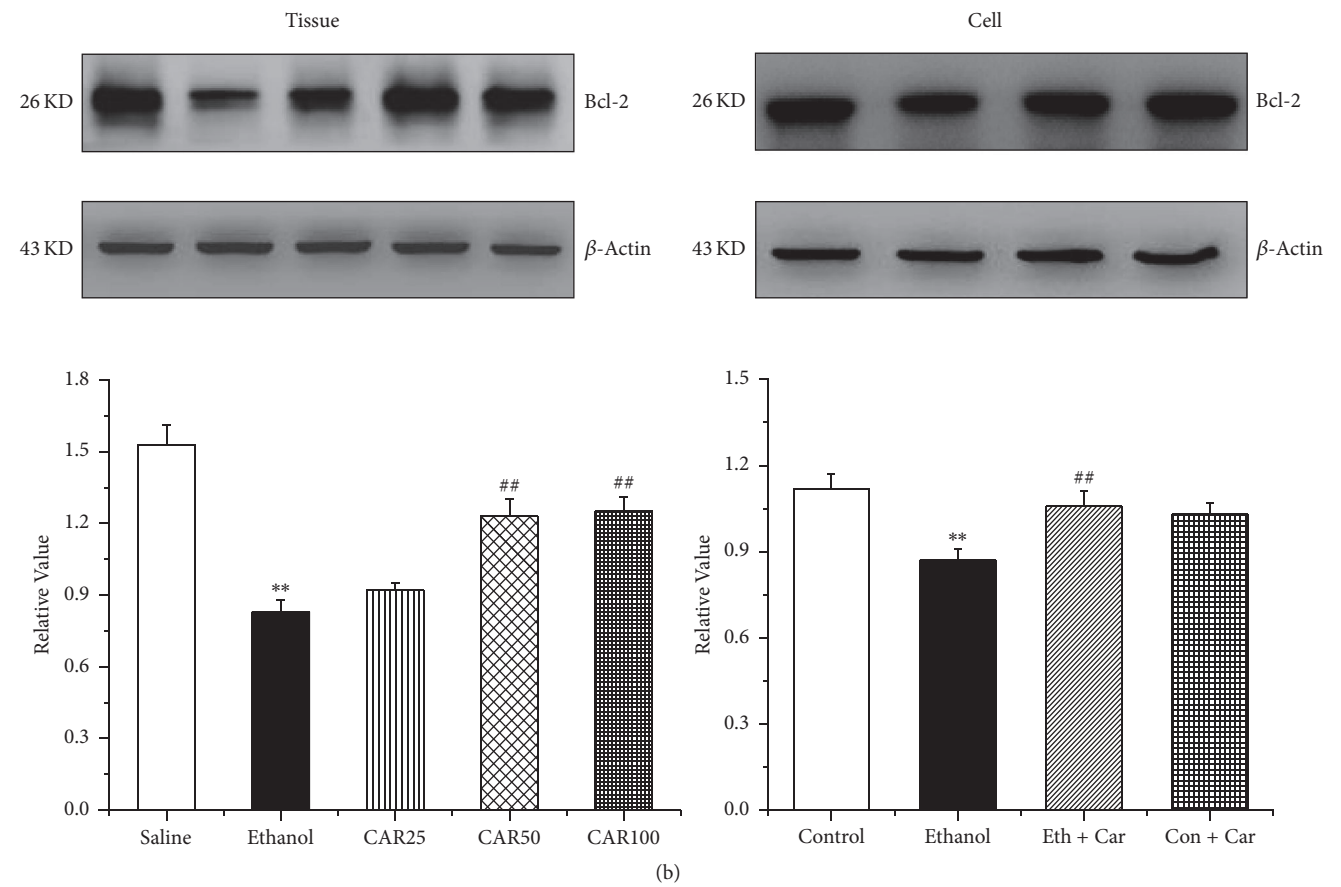 Tissue
26 KD
Bcl-2
43 KD
β-Actin
Relative Value
1.8
1.5
1.2
0.9
0.6
0.3
0.0
##
##
**
Saline
Ethanol
CAR25
CAR50
CAR100
Cell
26 KD
Bcl-2
43 KD
β-Actin
Relative Value
1.5
1.2
0.9
0.6
0.3
0.0
##
**
Control
Ethanol
Eth + Car
Con + Car
(b)